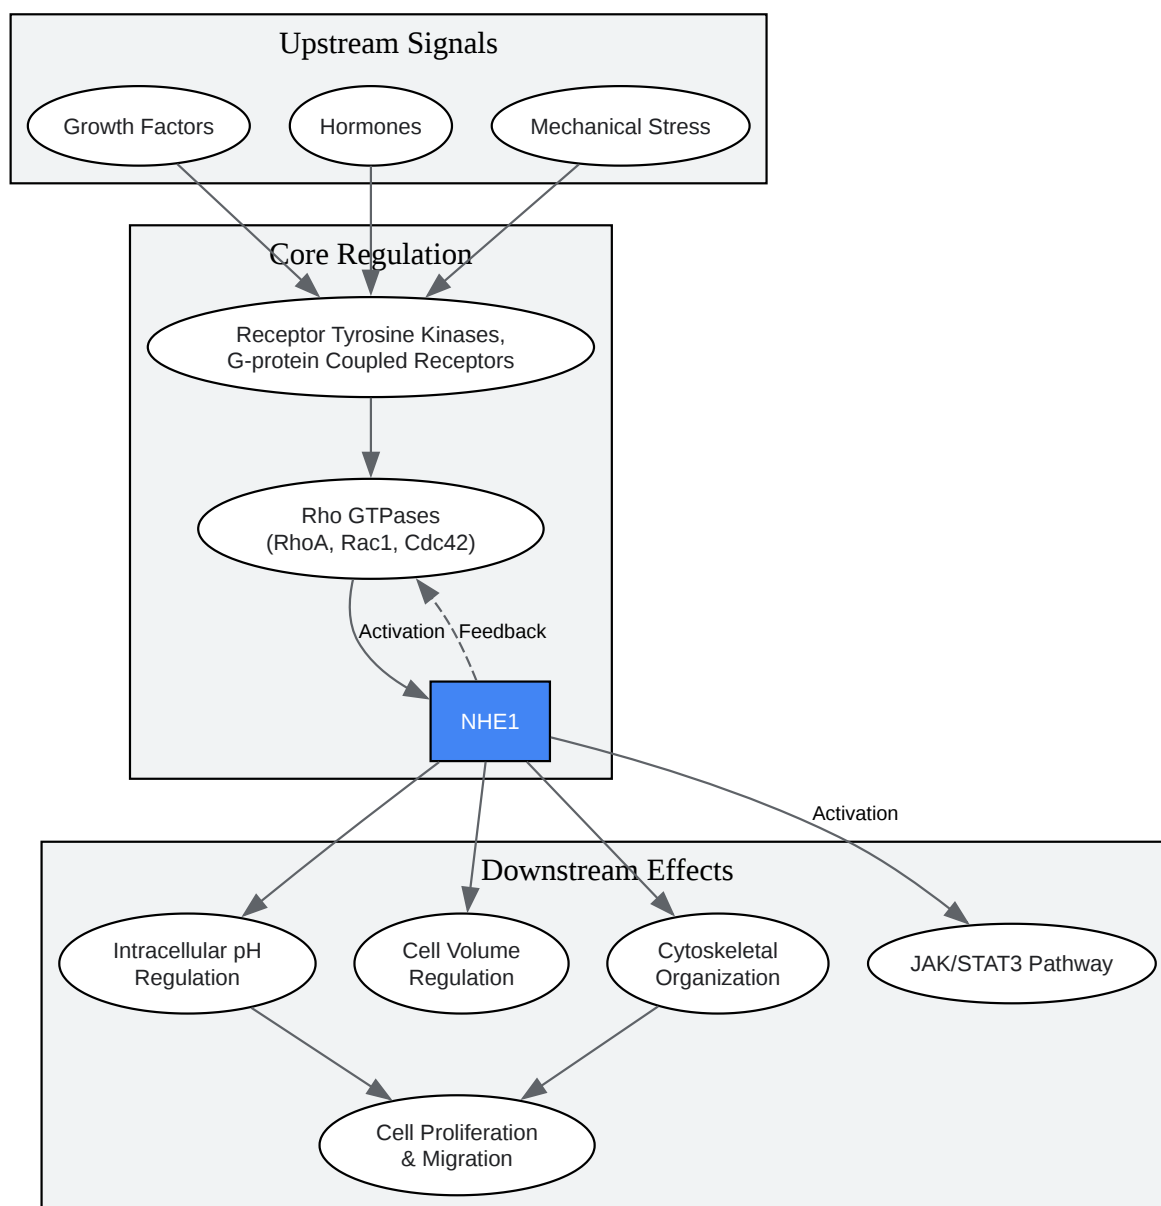 Upstream Signals
Growth Factors
Hormones
Mechanical Stress
Core Regulation
Receptor Tyrosine Kinases,
G-protein Coupled Receptors
Rho GTPases
(RhoA, Rac1, Cdc42)
Activation
Feedback
NHE1
Activation
Downstream Effects
Intracellular pH
Regulation
Cell Volume
Regulation
Cytoskeletal
Organization
JAK/STAT3 Pathway
Cell Proliferation
& Migration